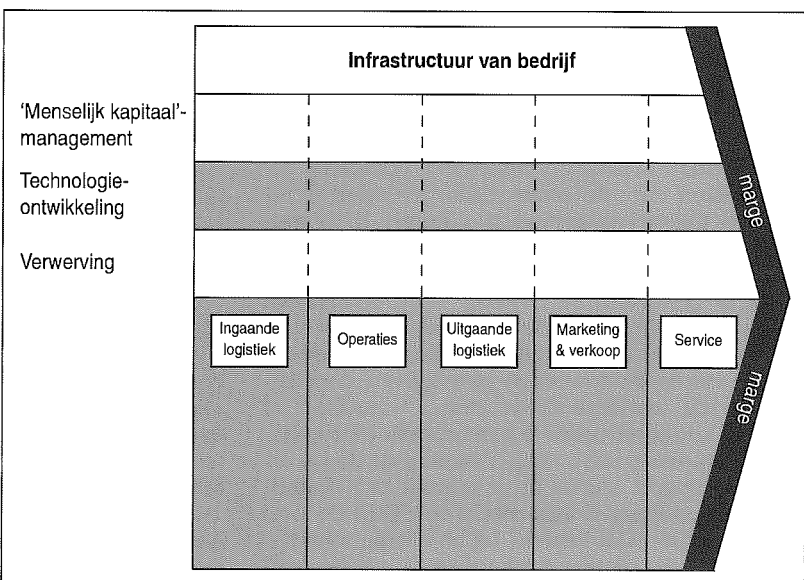 Infrastructuur van bedrijf
'Menselijk kapitaal'-
management
Technologie-
ontwikkeling
Verwerving
marge
Ingaande
logistiek
Operaties
Uitgaande
logistiek
Marketing
& verkoop
Service
marge